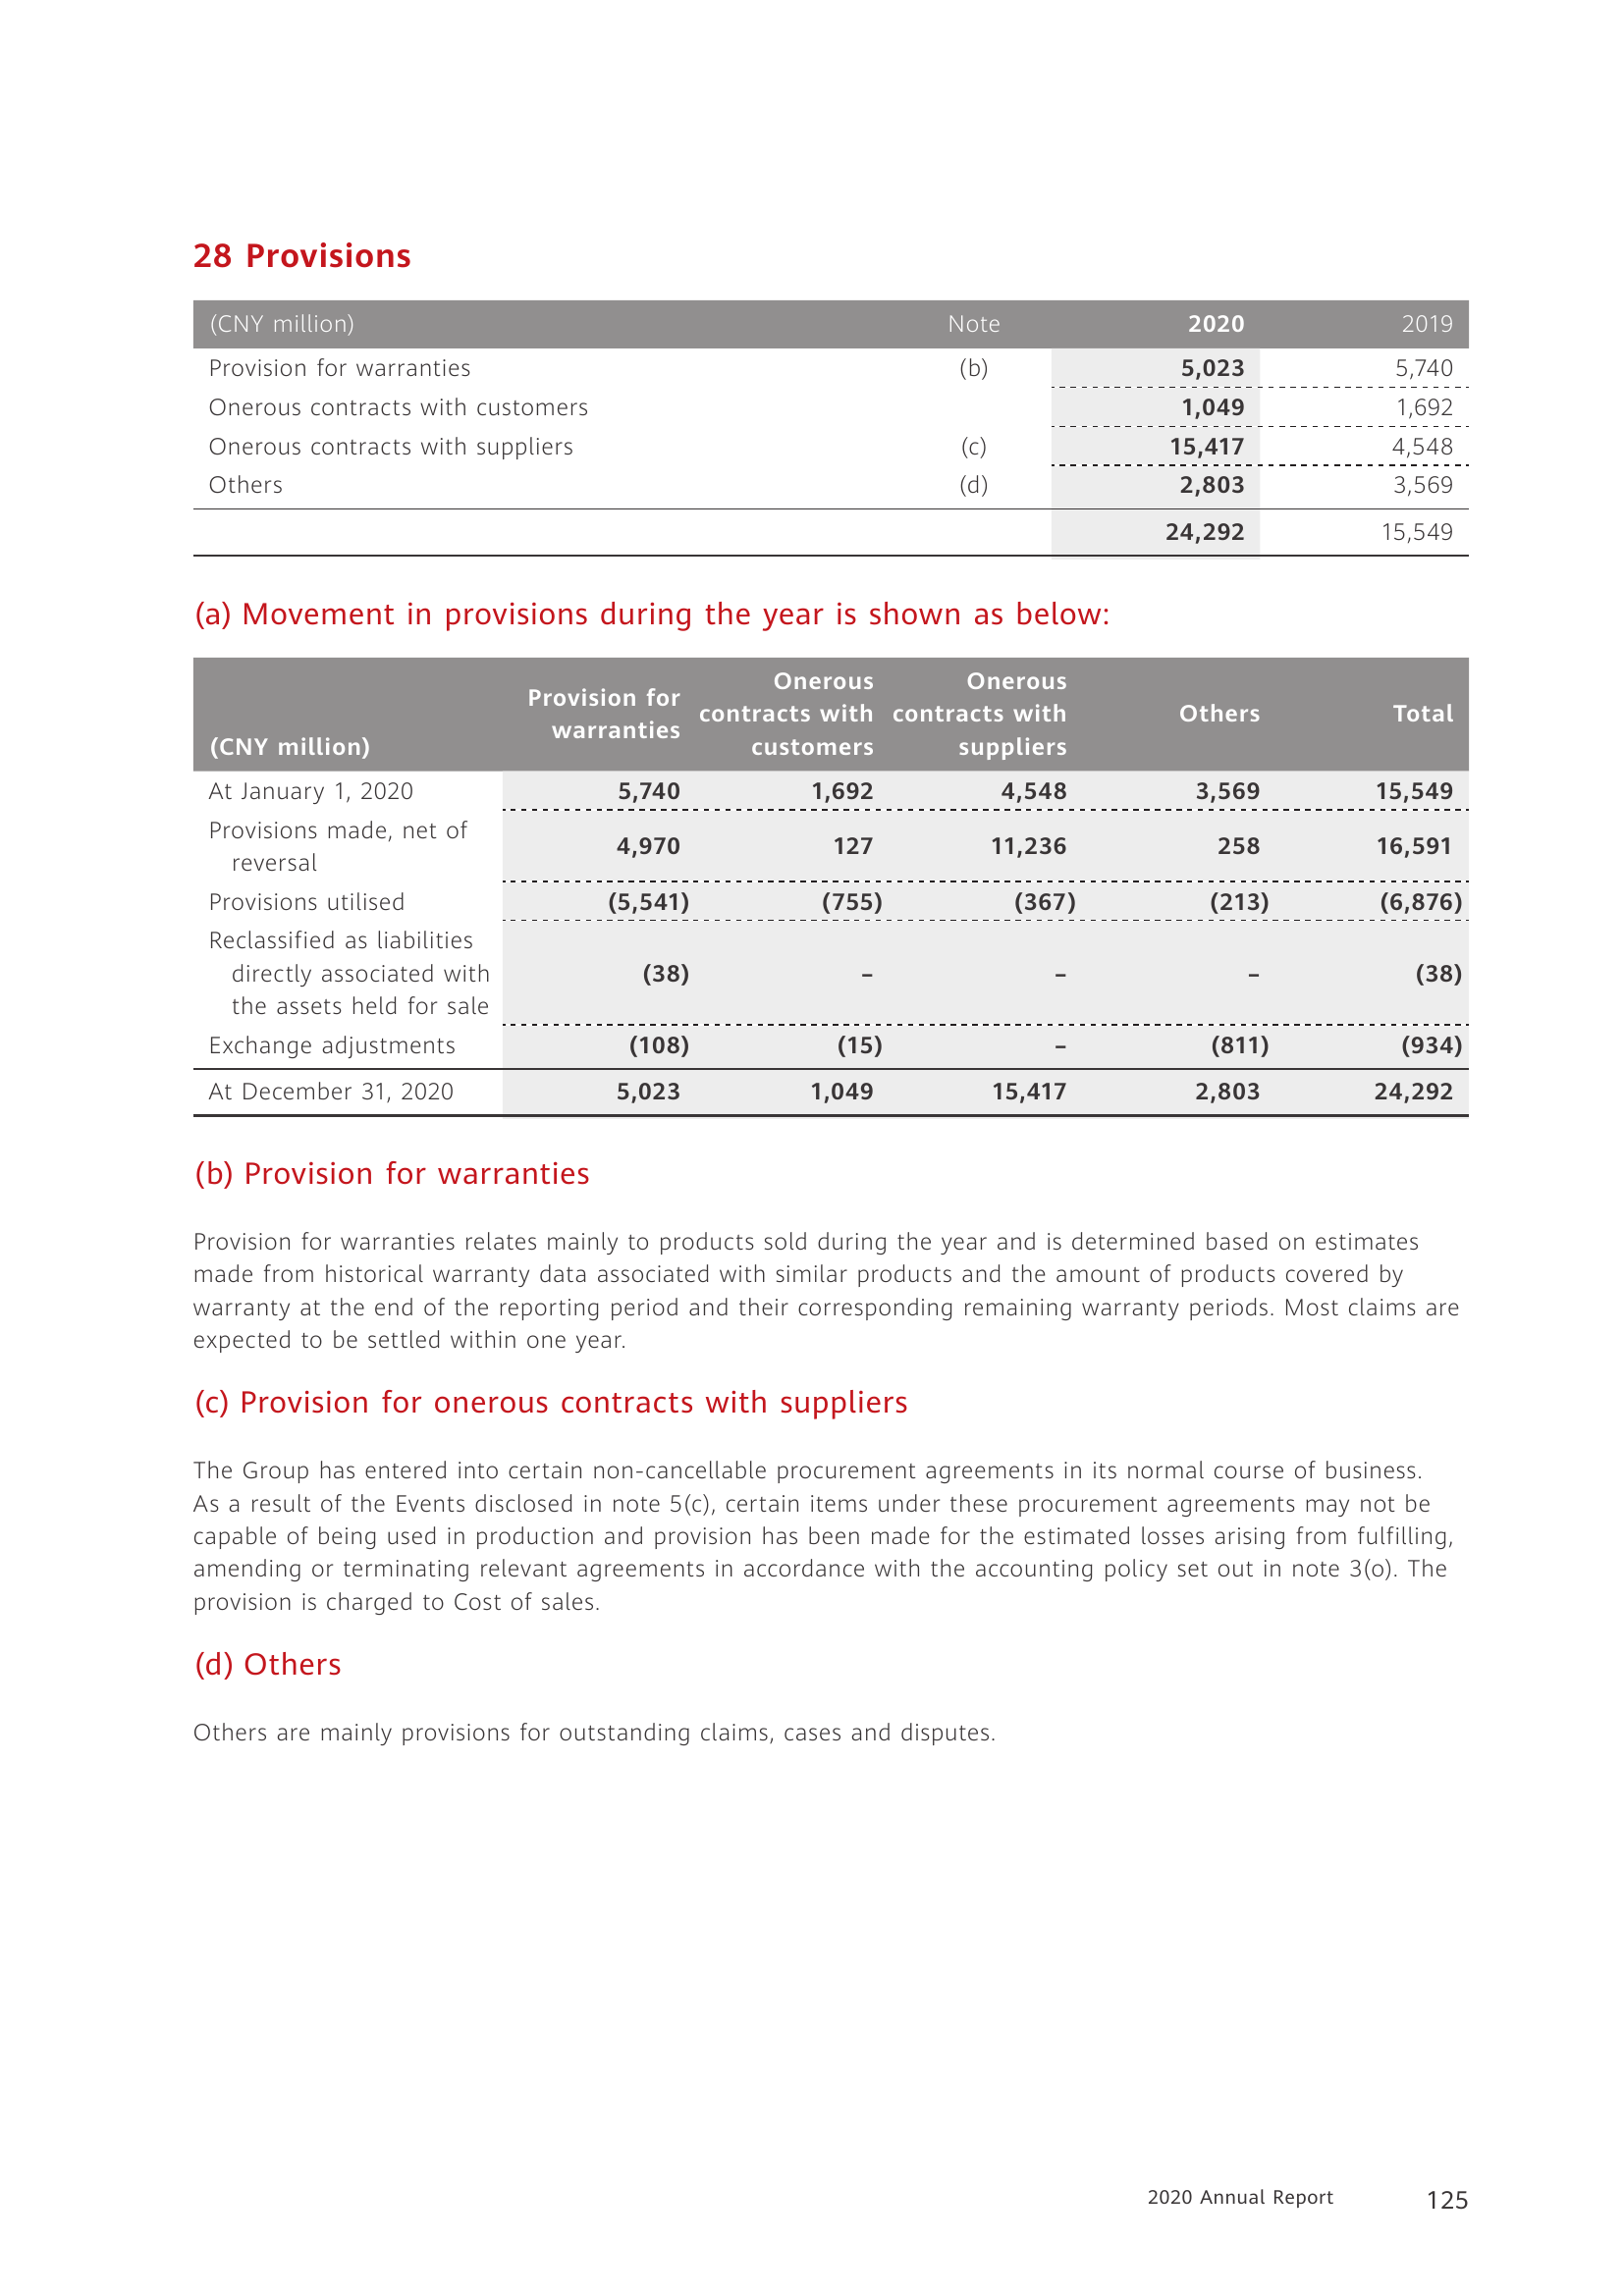 28 Provisions
(CNY million) Note 2020 2019
Provision for warranties (b) 5,023 5,740
Onerous contracts with customers 1,049 1,692
Onerous contracts with suppliers (c) 15,417 4,548
Others (d) 2,803 3,569
24,292 15,549
(a) Movement in provisions during the year is shown as below:
(CNY million) Provision for warranties Onerous contracts with customers Onerous contracts with suppliers Others Total
At January 1, 2020 5,740 1,692 4,548 3,569 15,549
Provisions made, net of
reversal 4,970 127 11,236 258 16,591
Provisions utilised (5,541) (755) (367) (213) (6,876)
Reclassified as liabilities
directly associated with (38) – – – (38)
the assets held for sale
Exchange adjustments (108) (15) – (811) (934)
At December 31, 2020 5,023 1,049 15,417 2,803 24,292
(b) Provision for warranties
Provision for warranties relates mainly to products sold during the year and is determined based on estimates
made from historical warranty data associated with similar products and the amount of products covered by
warranty at the end of the reporting period and their corresponding remaining warranty periods. Most claims are
expected to be settled within one year.
(c) Provision for onerous contracts with suppliers
The Group has entered into certain non-cancellable procurement agreements in its normal course of business.
As a result of the Events disclosed in note 5(c), certain items under these procurement agreements may not be
capable of being used in production and provision has been made for the estimated losses arising from fulfilling,
amending or terminating relevant agreements in accordance with the accounting policy set out in note 3(o). The
provision is charged to Cost of sales.
(d) Others
Others are mainly provisions for outstanding claims, cases and disputes.
2020 Annual Report 125